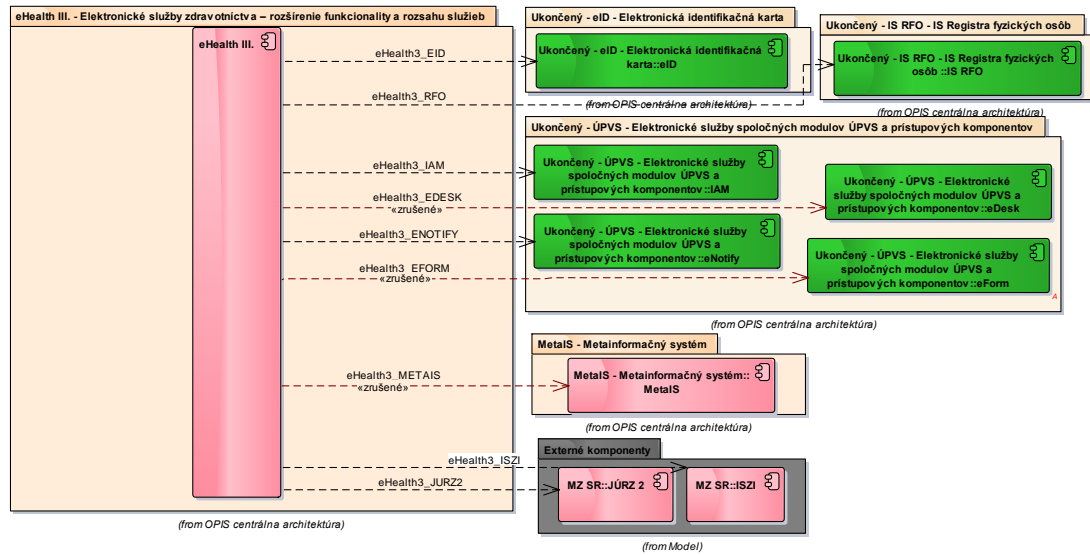 eHealth III. - Elektronické služby zdravotníctva – rozšírenie funkcionality a rozsahu služieb
eHealth III.
(from OPIS centrálna architektúra)
eHealth3_EID
eHealth3_RFO
eHealth3_IAM
eHealth3_EDESK
«zrušené»
eHealth3_ENOTIFY
eHealth3_EFORM
«zrušené»
eHealth3_METAIS
«zrušené»
eHealth3_ISZI
eHealth3_JURZ2
Ukončený - eID - Elektronická identifikačná karta
Ukončený - eID - Elektronická identifikačná
karta::eID
(from OPIS centrálna architektúra)
Ukončený - IS RFO - IS Registra fyzických osôb
Ukončený - IS RFO - IS Registra fyzických
osôb ::IS RFO
(from OPIS centrálna architektúra)
Ukončený - ÚPVS - Elektronické služby spoločných modulov ÚPVS a prístupových komponentov
Ukončený - ÚPVS - Elektronické služby
spoločných modulov ÚPVS a
prístupových komponentov::IAM
Ukončený - ÚPVS - Elektronické
služby spoločných modulov ÚPVS a
prístupových komponentov::eDesk
Ukončený - ÚPVS - Elektronické služby
spoločných modulov ÚPVS a
prístupových komponentov::eNotify
Ukončený - ÚPVS - Elektronické služby
spoločných modulov ÚPVS a
prístupových komponentov::eForm
A
(from OPIS centrálna architektúra)
MetaIS - Metainformačný systém
MetaIS - Metainformačný systém::
MetaIS
(from OPIS centrálna architektúra)
Externé komponenty
MZ SR::JÚRZ 2
MZ SR::ISZI
(from Model)